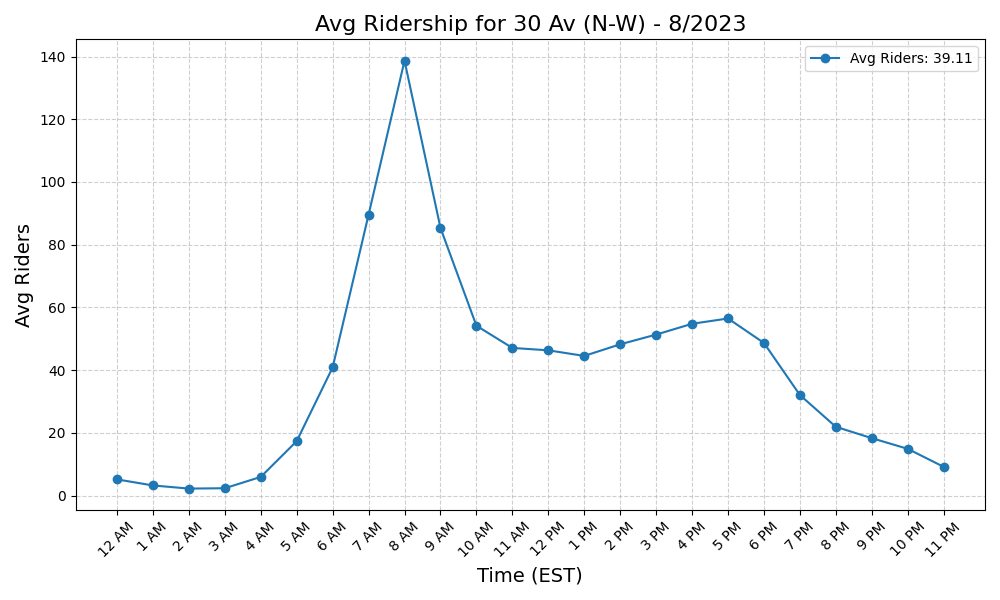 Avg Ridership for 30 Av (N-W) - 8/2023
Avg Riders: 39.11
Avg Riders
140
120
100
80
60
40
20
0
12 AM 1 AM 2 AM 3 AM 4 AM 5 AM 6 AM 7 AM 8 AM 9 AM 10 AM 11 AM 12 PM 1 PM 2 PM 3 PM 4 PM 5 PM 6 PM 7 PM 8 PM 9 PM 10 PM 11 PM
Time (EST)